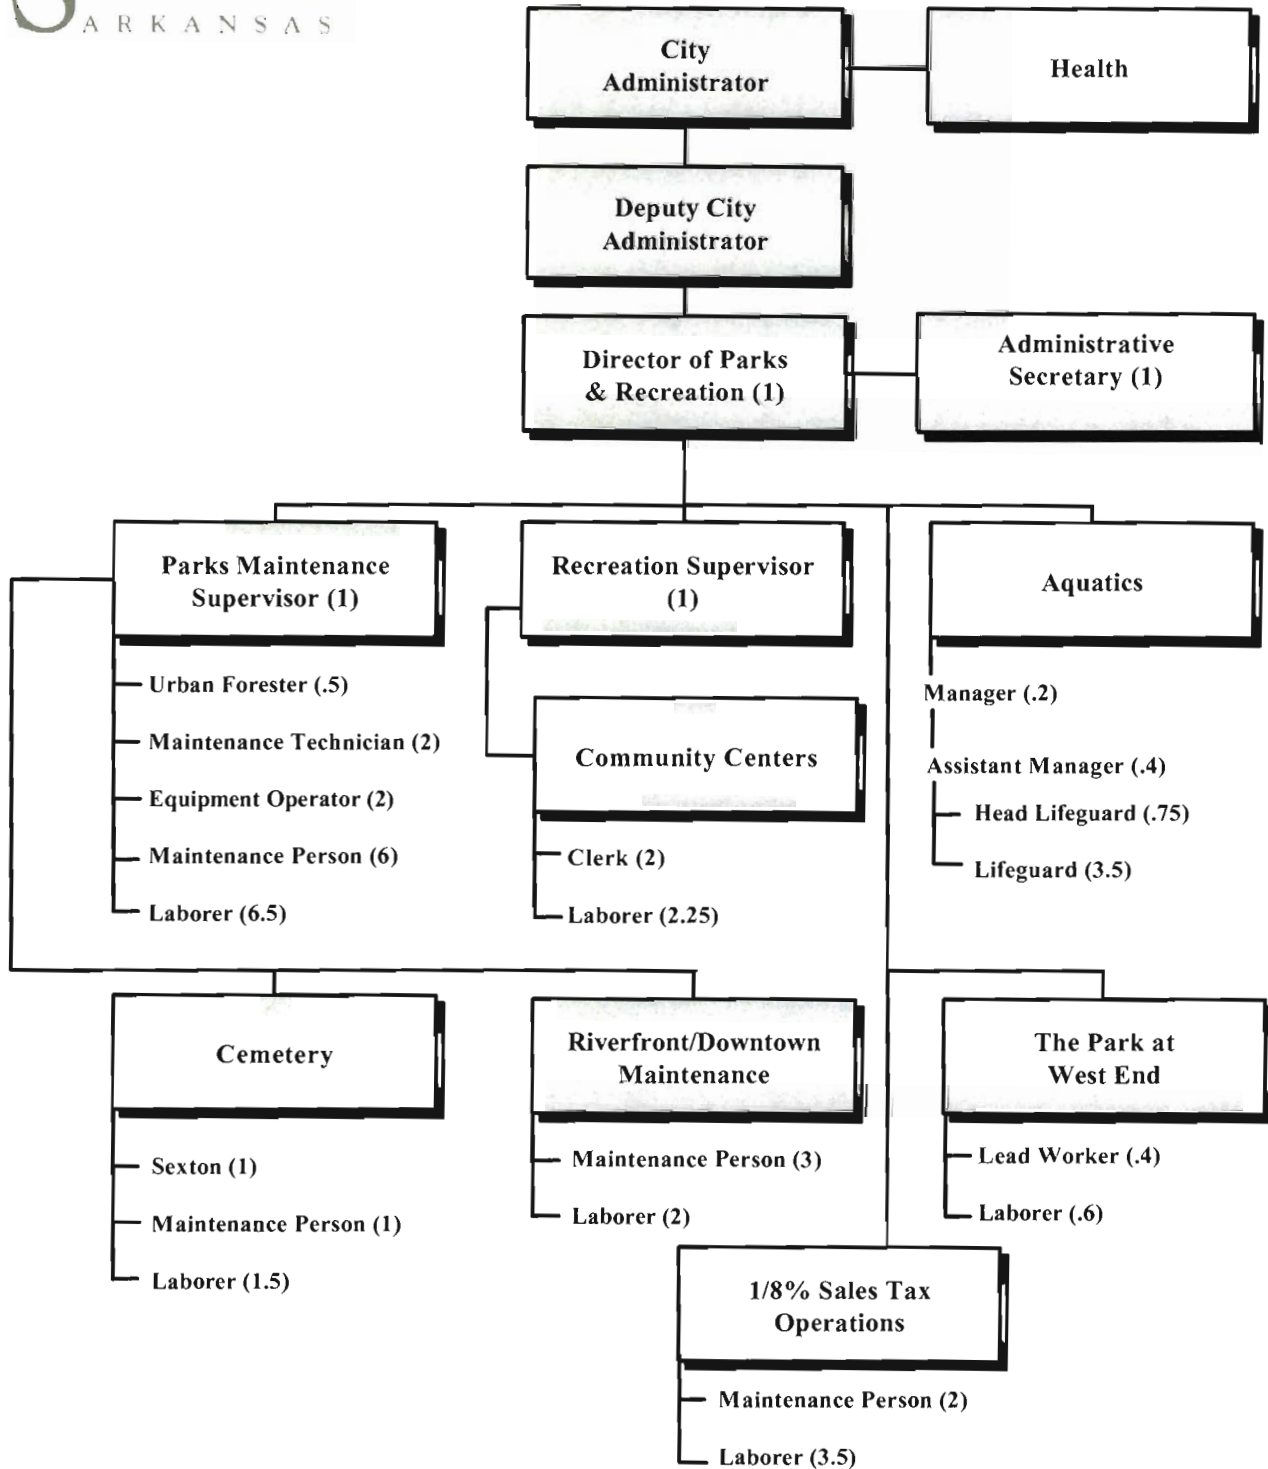 ARKANSAS
City
Administrator
Health
Deputy City
Administrator
Director of Parks
& Recreation (1)
Administrative
Secretary (1)
Parks Maintenance
Supervisor (1)
Urban Forester (.5)
Maintenance Technician (2)
Equipment Operator (2)
Maintenance Person (6)
Laborer (6.5)
Recreation Supervisor
(1)
Community Centers
Clerk (2)
Laborer (2.25)
Aquatics
Manager (.2)
Assistant Manager (.4)
Head Lifeguard (.75)
Lifeguard (3.5)
Cemetery
Sexton (1)
Maintenance Person (1)
Laborer (1.5)
Riverfront/Downtown
Maintenance
Maintenance Person (3)
Laborer (2)
The Park at
West End
Lead Worker (.4)
Laborer (.6)
1/8% Sales Tax
Operations
Maintenance Person (2)
Laborer (3.5)